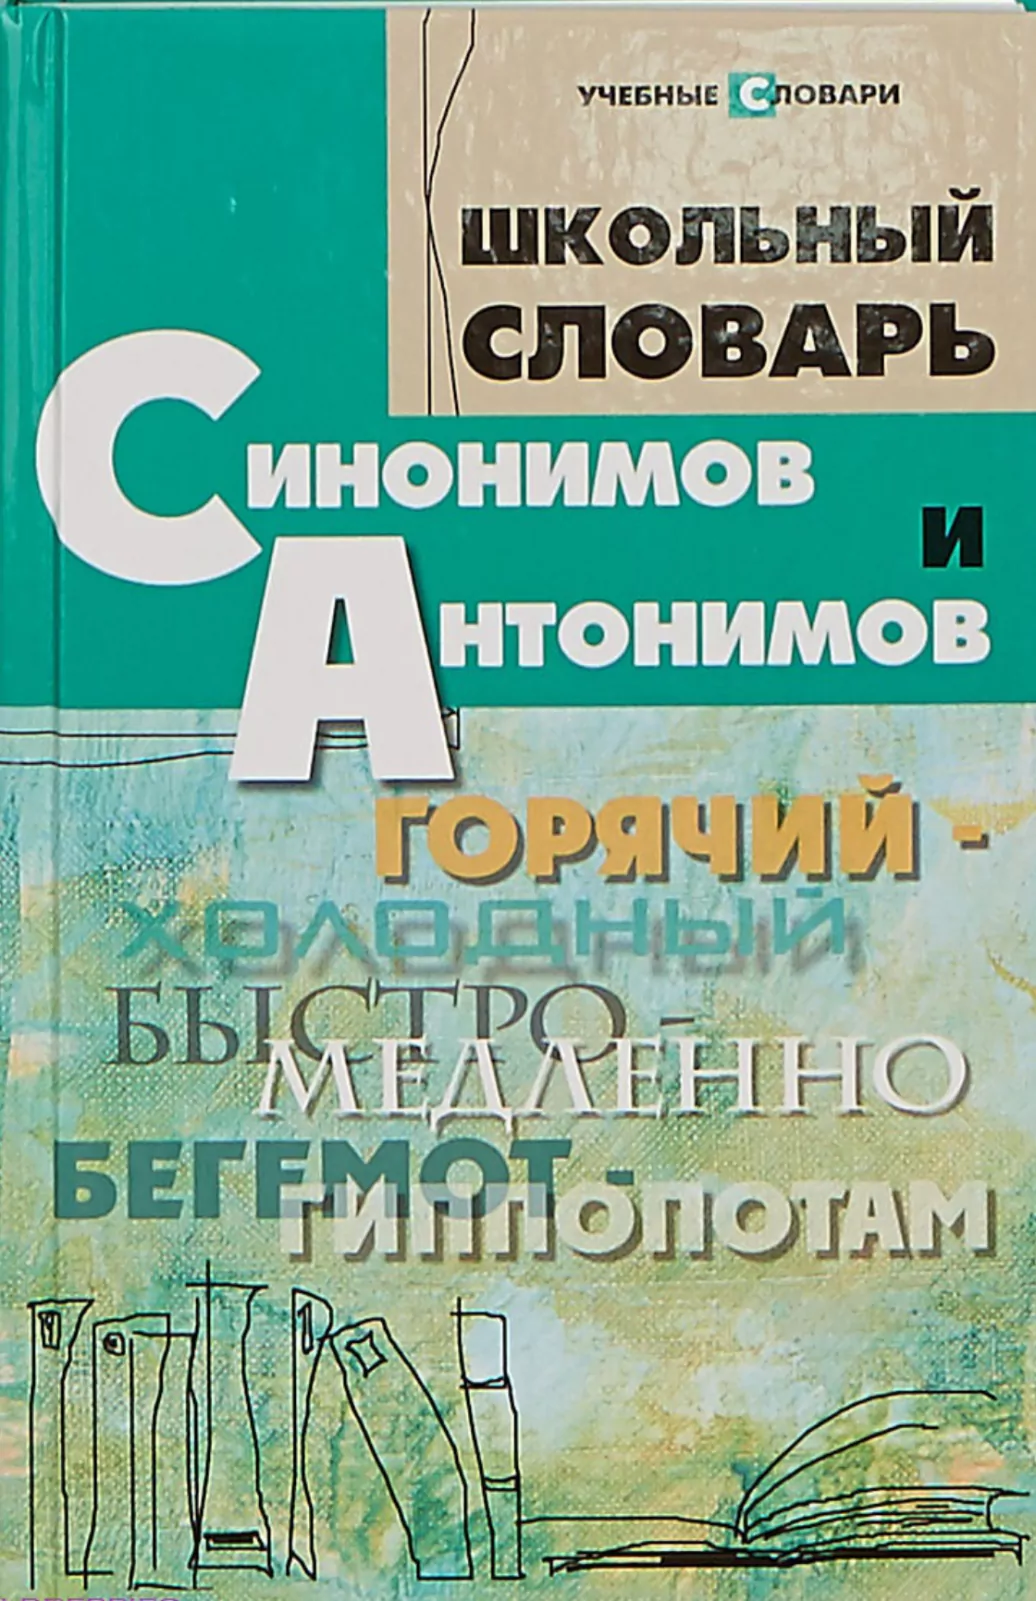 УЧЕБНЫЕ СЛОВАРИ
ШКОЛЬНЫЙ
СЛОВАРЬ
СИНОНИМОВ
И
АНТОНИМОВ
ГОРЯЧИЙ -
ХОЛОДНЫЙ
БЫСТРО -
МЕДЛЕННО
БЕГЕМОТ -
ГИППОПОТАМ